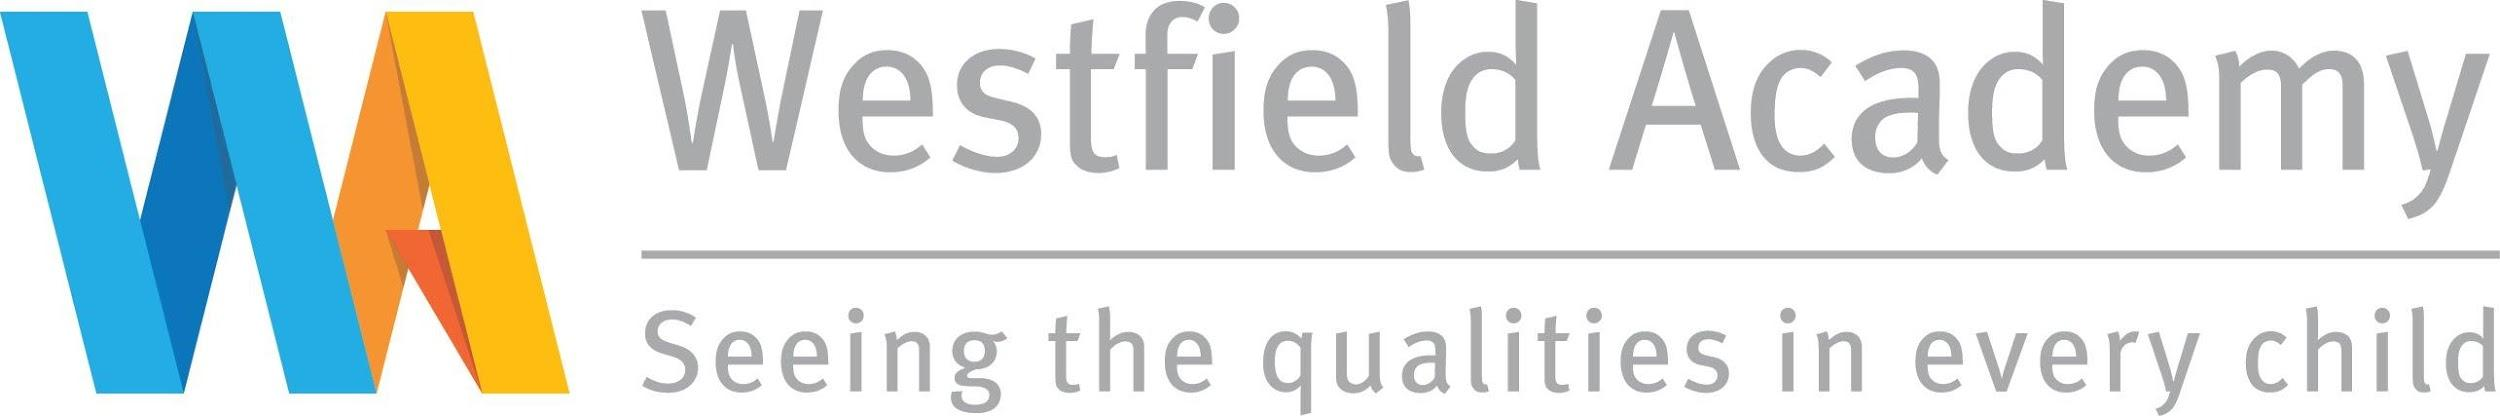 Westfield Academy
Seeing the qualities in every child